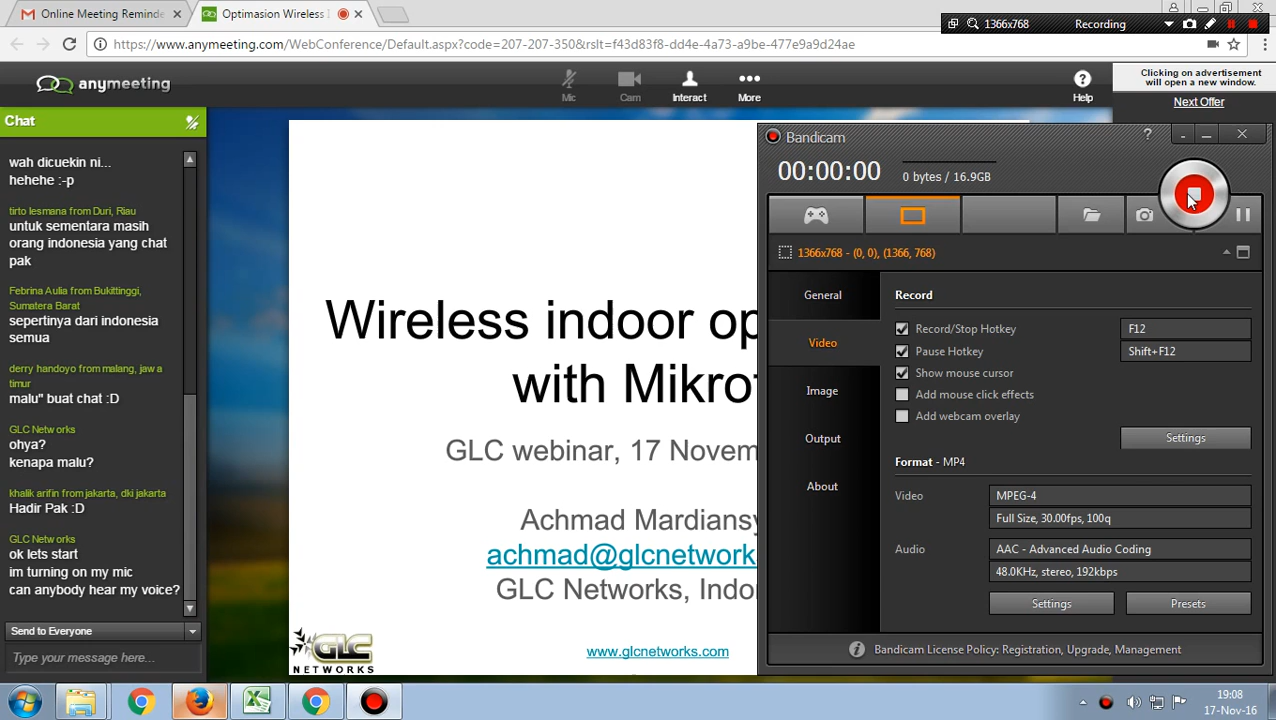 Online Meeting Reminde
Optimasion Wireless
1366x768
Recording
https://www.anymeeting.com/WebConference/Default.aspx?code=207-207-350&rslt=f43d83f8-dd4e-4a73-a9be-477e9a9d24ae
anymeeting
Mic
Cam
Interact
More
Help
Clicking on advertisement
will open a new window.
Next Offer
Chat
wah dicuekin ni...
hehehe :-p
tirto lesmana from Duri, Riau
untuk sementara masih
orang indonesia yang chat
pak
Febrina Aulia from Bukittinggi,
Sumatera Barat
sepertinya dari indonesia
semua
derry handoyo from malang, jawa
timur
malu" buat chat :D
GLC Networks
ohya?
kenapa malu?
khalik arifin from jakarta, dki jakarta
Hadir Pak :D
GLC Networks
ok lets start
im turning on my mic
can anybody hear my voice?
Send to Everyone
Type your message here...
Wireless indoor op
with Mikro
GLC webinar, 17 Novem
Achmad Mardiansy
achmad@glcnetwork
GLC Networks, Indo
GLC
NETWORKS
www.glcnetworks.com
Bandicam
00:00:00
0 bytes / 16.9GB
1366x768 - (0, 0), (1366, 768)
General
Video
Image
Output
About
Record
Record/Stop Hotkey
F12
Pause Hotkey
Shift+F12
Show mouse cursor
Add mouse click effects
Add webcam overlay
Settings
Format - MP4
Video
MPEG-4
Full Size, 30.00fps, 100q
Audio
AAC - Advanced Audio Coding
48.0KHz, stereo, 192kbps
Settings
Presets
Bandicam License Policy: Registration, Upgrade, Management
19:08
17-Nov-16